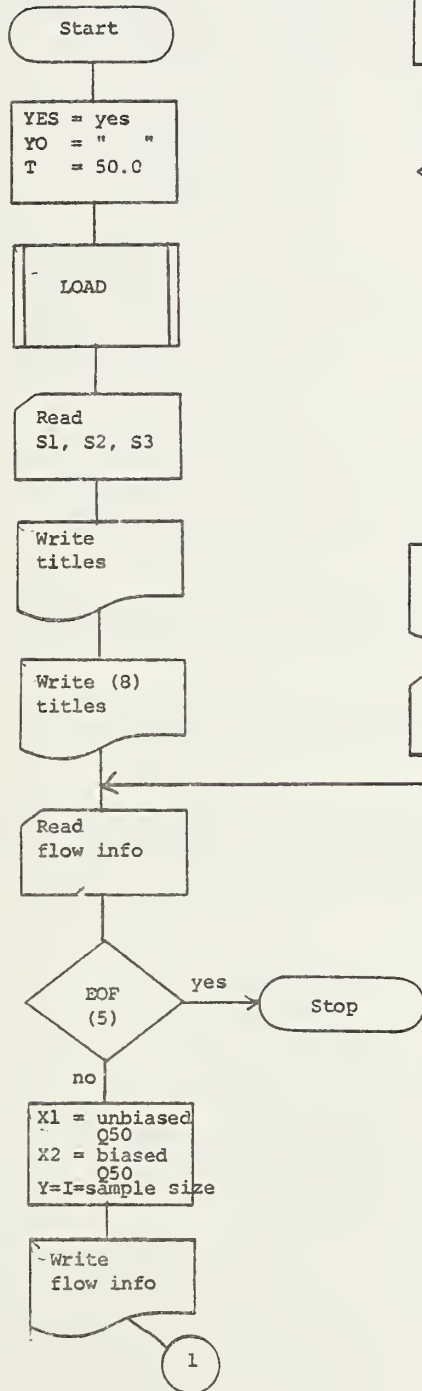 Start
YES = yes
YO = " "
T = 50.0
LOAD
Read
S1, S2, S3
Write
titles
Write (8)
titles
Read
flow info
EOF
(5)
yes
Stop
no
X1 = unbiased
Q50
X2 = biased
Q50
Y=I=sample size
Write
flow info
1